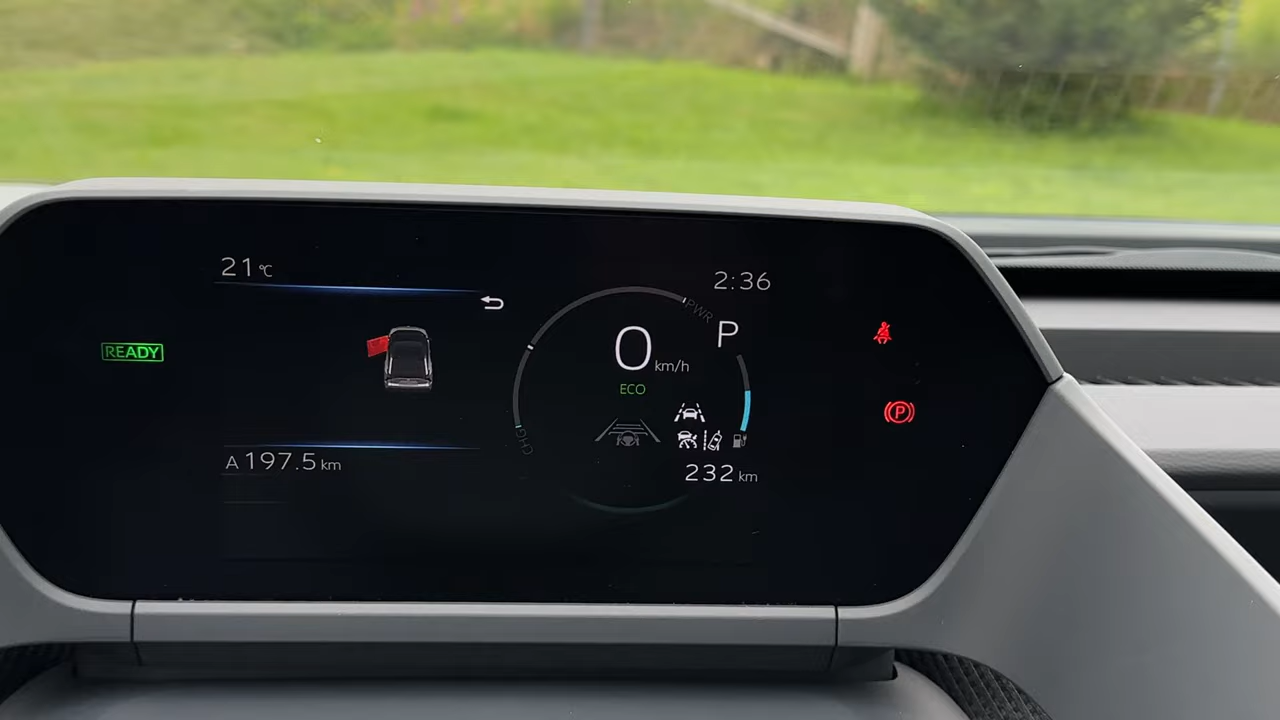 21°C
2:36
PWR
P
READY
0 km/h
ECO
CHG
A 197.5 km
232 km
P